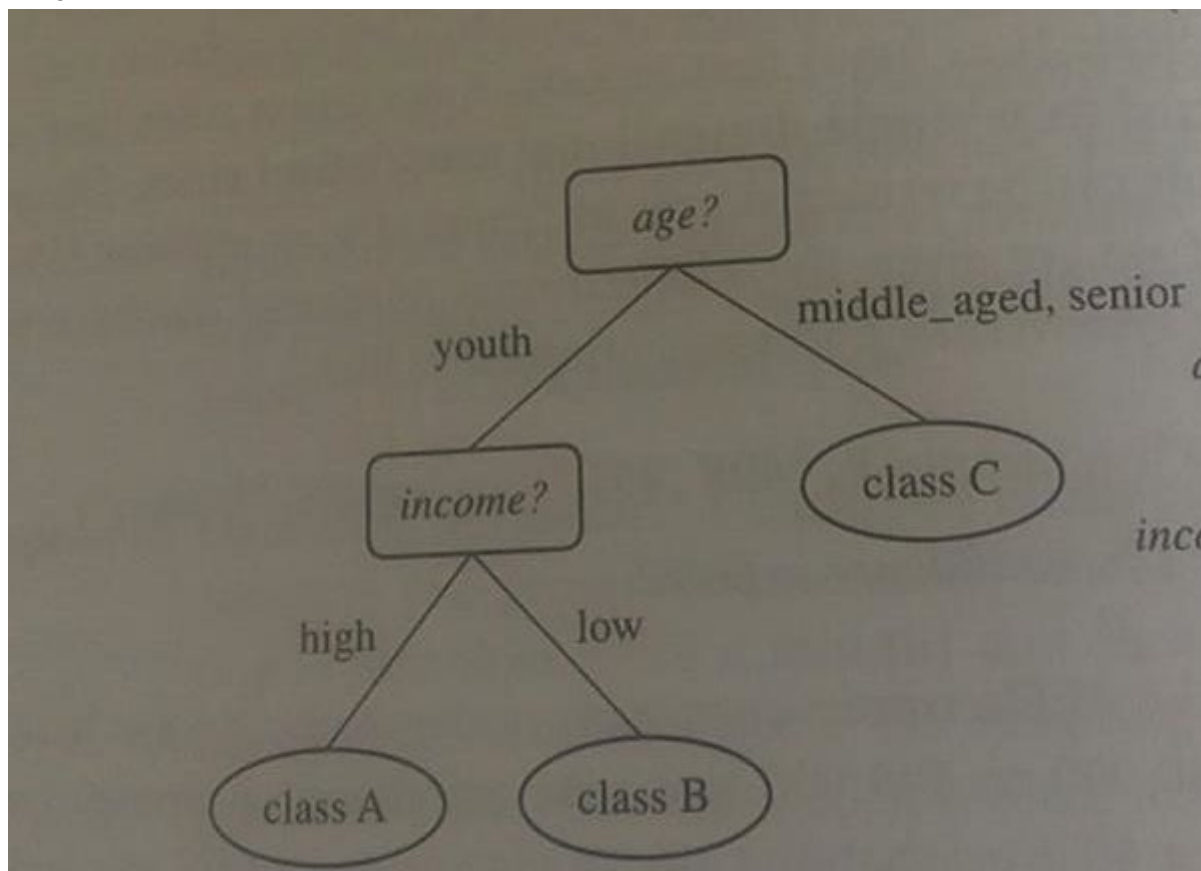 age?
youth
middle_aged, senior
income?
class C
high
low
class A
class B